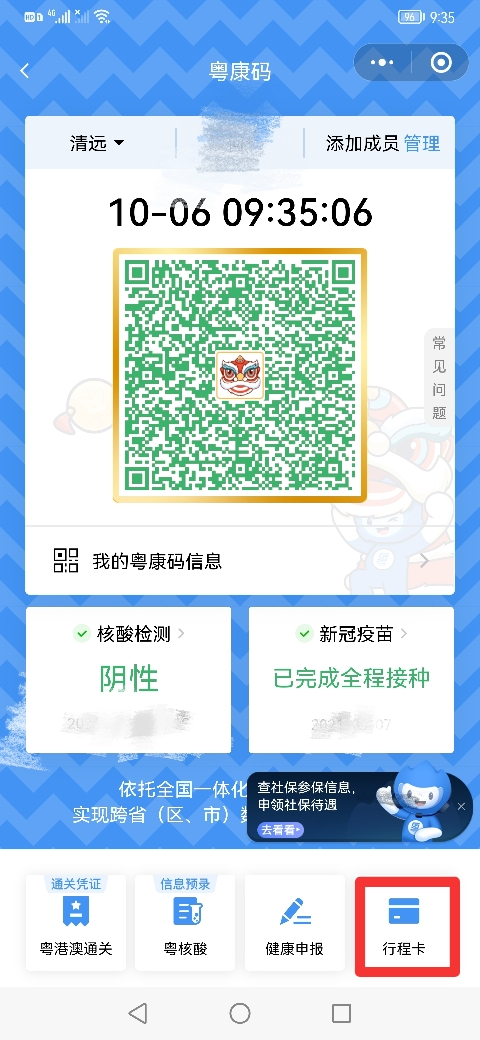 HD 4G 96 9:35
粤康码
清远 添加成员 管理
10-06 09:35:06
常见问题
我的粤康码信息
核酸检测 新冠疫苗
阴性 已完成全程接种
依托全国一体化
实现跨省（区、市）
查社保参保信息，
申领社保待遇
去看看
通关凭证 信息预录
粤港澳通关 粤核酸 健康申报 行程卡